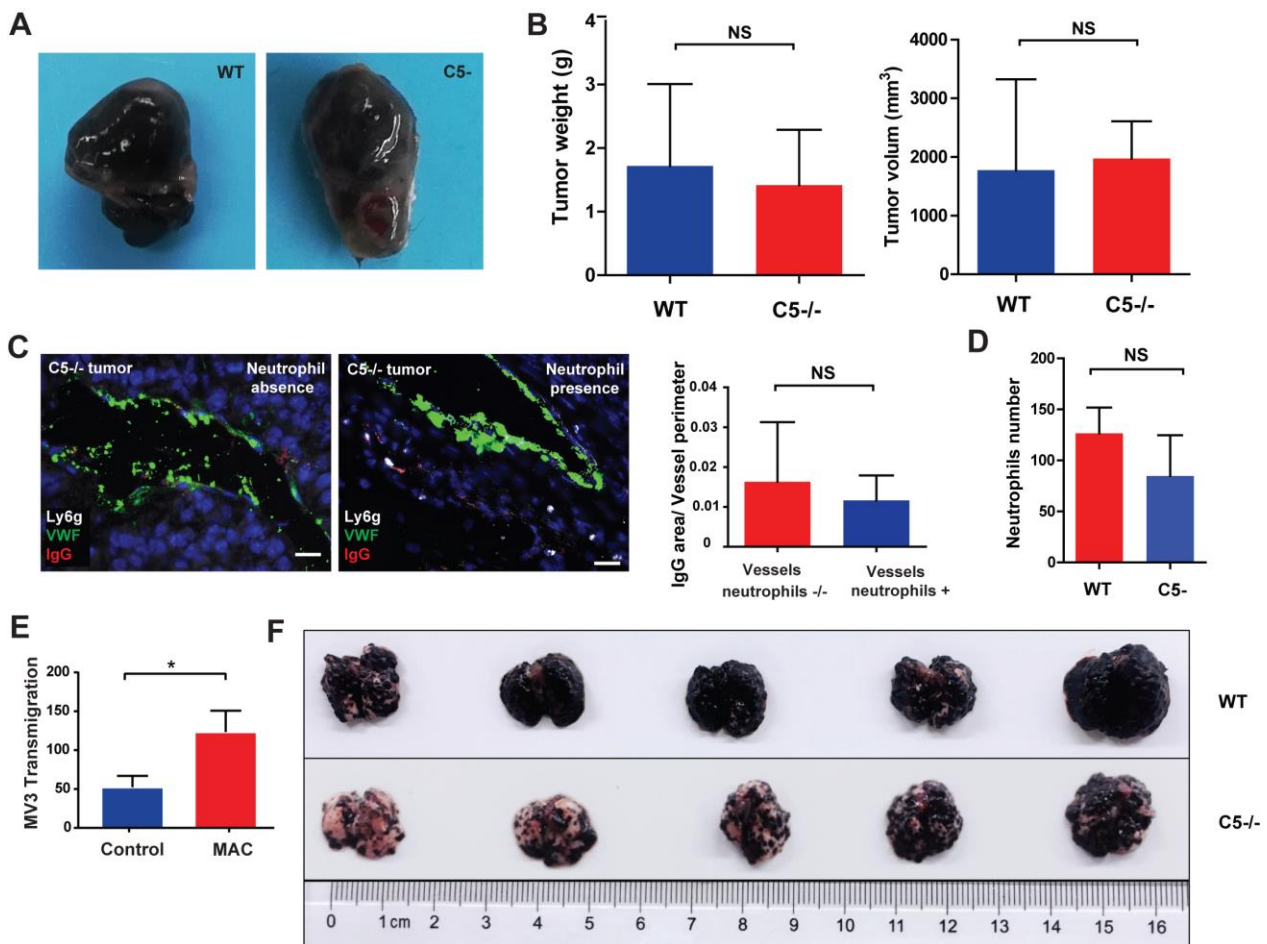 A
WT
C5-
B
Tumor weight (g)
4
3
2
1
0
NS
WT
C5-/-
Tumor volum (mm³)
4000
3000
2000
1000
0
NS
WT
C5-/-
C
C5-/- tumor
Neutrophil
absence
Ly6g
VWF
IgG
C5-/- tumor
Neutrophil
presence
Ly6g
VWF
IgG
IgG area/ Vessel perimeter
0.04
0.03
0.02
0.01
0
NS
Vessels
neutrophils -/-
Vessels
neutrophils +
D
Neutrophils number
200
150
100
50
0
NS
WT
C5-
E
MV3 Transmigration
200
150
100
50
0
*
Control
MAC
F
WT
C5-/-
0 1cm 2 3 4 5 6 7 8 9 10 11 12 13 14 15 16